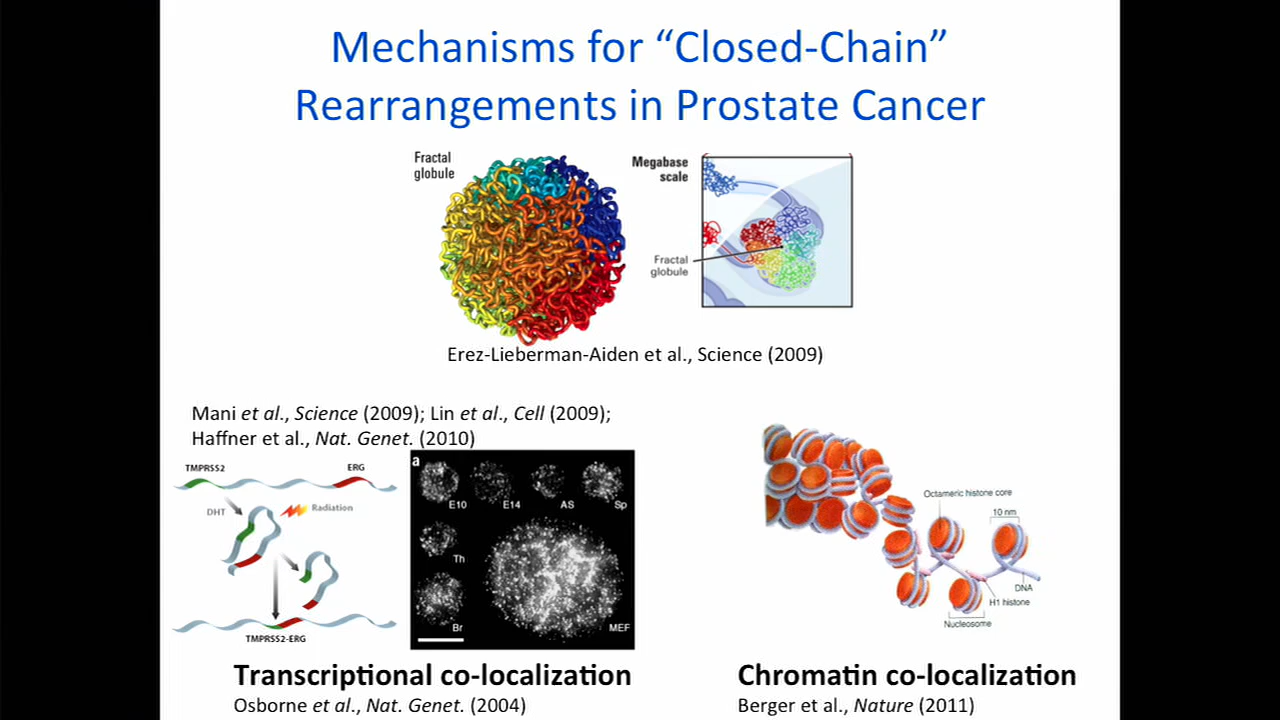 Mechanisms for “Closed-Chain”
Rearrangements in Prostate Cancer
Fractal
globule
Megabase
scale
Fractal
globule
Erez-Lieberman-Aiden et al., Science (2009)
Mani et al., Science (2009); Lin et al., Cell (2009);
Haffner et al., Nat. Genet. (2010)
TMPRSS2
ERG
DHT
Radiation
TMPRSS2-ERG
a
E10
E14
AS
Sp
Th
Br
MEF
Octameric histone core
10 nm
DNA
H1 histone
Nucleosome
Transcriptional co-localization
Osborne et al., Nat. Genet. (2004)
Chromatin co-localization
Berger et al., Nature (2011)